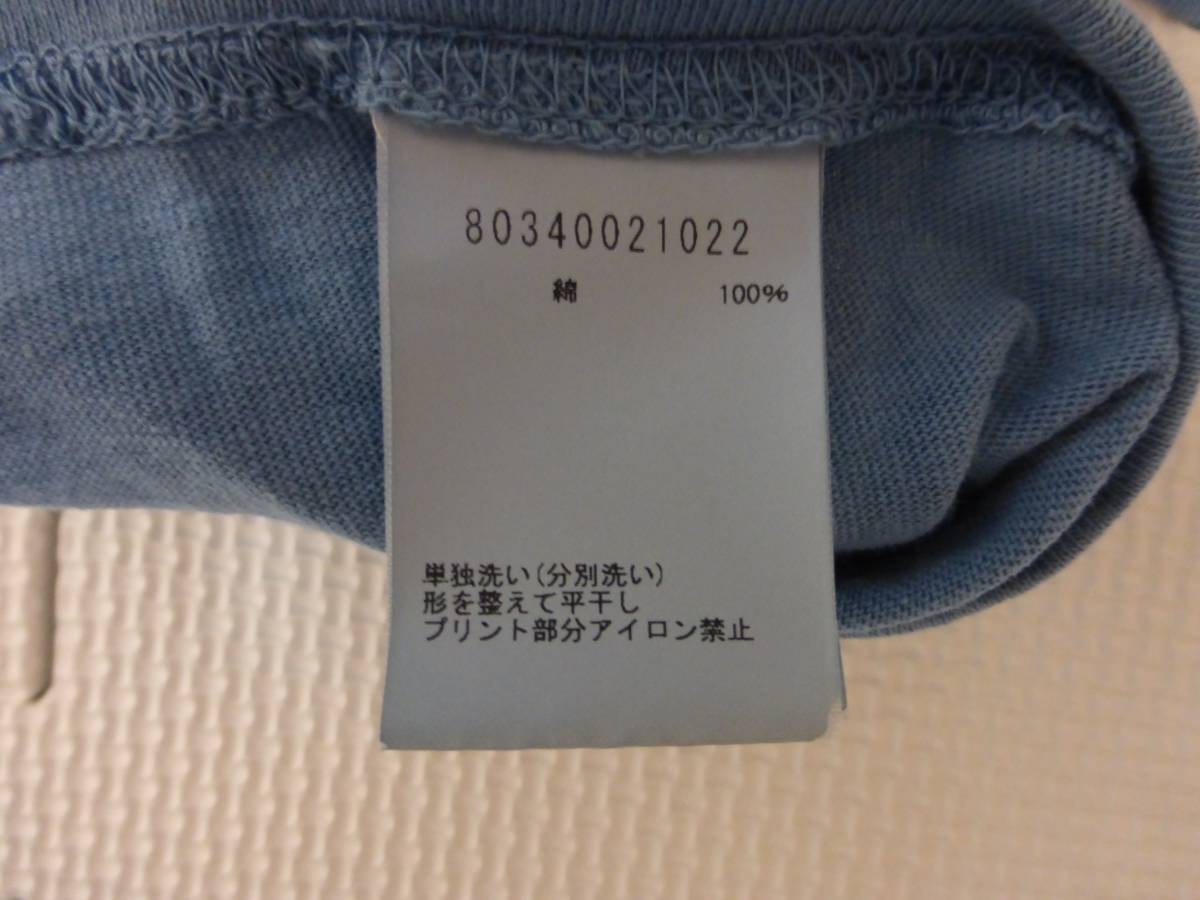 80340021022
綿 100%
単独洗い(分別洗い)
形を整えて平干し
プリント部分アイロン禁止